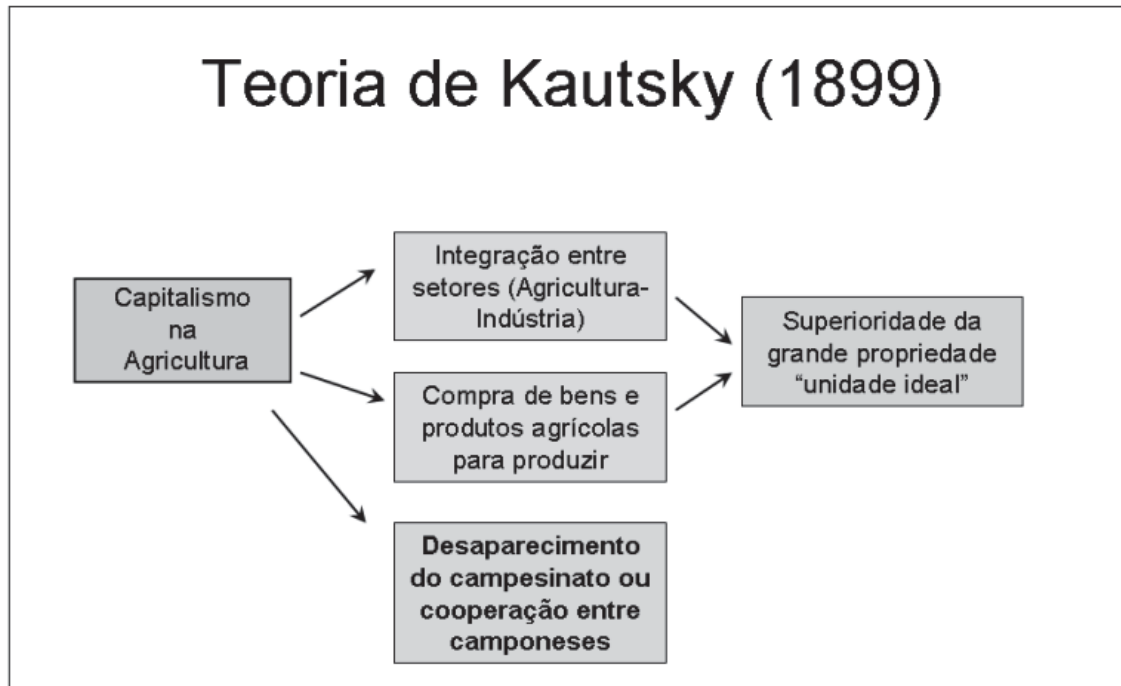 Teoria de Kautsky (1899)
Capitalismo
na
Agricultura
Integração entre
setores (Agricultura-
Indústria)
Compra de bens e
produtos agrícolas
para produzir
Desaparecimento
do campesinato ou
cooperação entre
camponeses
Superioridade da
grande propriedade
“unidade ideal”